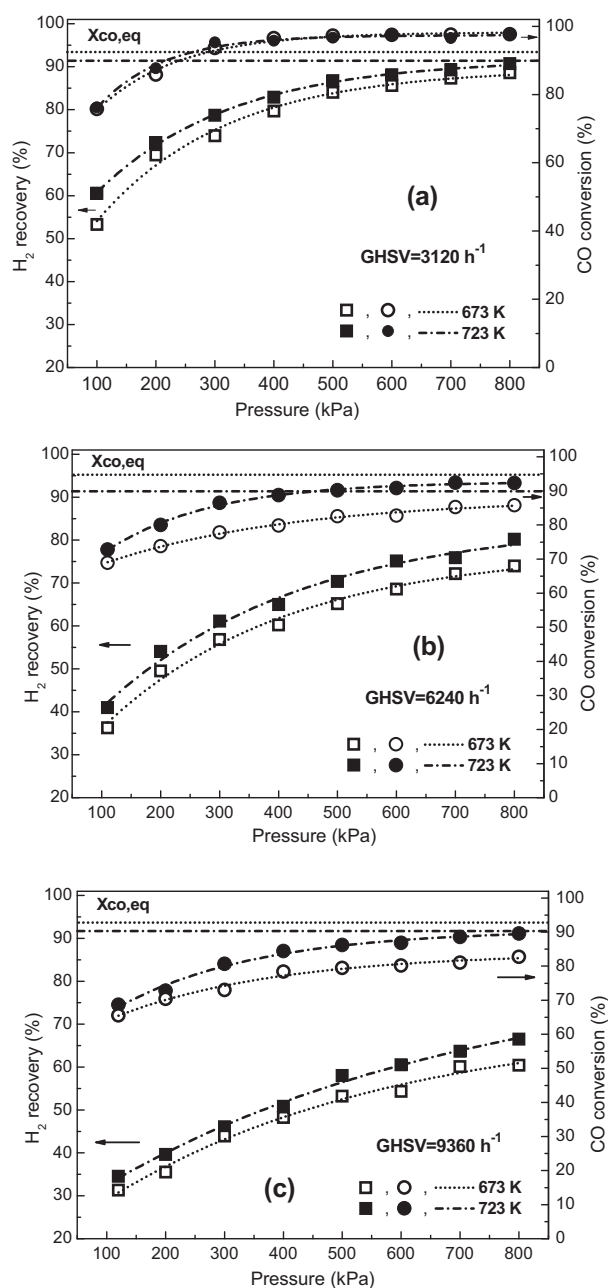 100
90
80
70
60
50
40
30
20
H2 recovery (%)
Xco,eq
(a)
GHSV=3120 h-1
, , 673 K
, , 723 K
100
80
60
40
20
0
CO conversion (%)
100 200 300 400 500 600 700 800
Pressure (kPa)
100
90
80
70
60
50
40
30
20
H2 recovery (%)
Xco,eq
(b)
GHSV=6240 h-1
, , 673 K
, , 723 K
100
90
80
70
60
50
40
30
20
10
0
CO conversion (%)
100 200 300 400 500 600 700 800
Pressure (kPa)
100
90
80
70
60
50
40
30
20
H2 recovery (%)
Xco,eq
GHSV=9360 h-1
(c)
, , 673 K
, , 723 K
100
90
80
70
60
50
40
30
20
10
0
CO conversion (%)
100 200 300 400 500 600 700 800
Pressure (kPa)